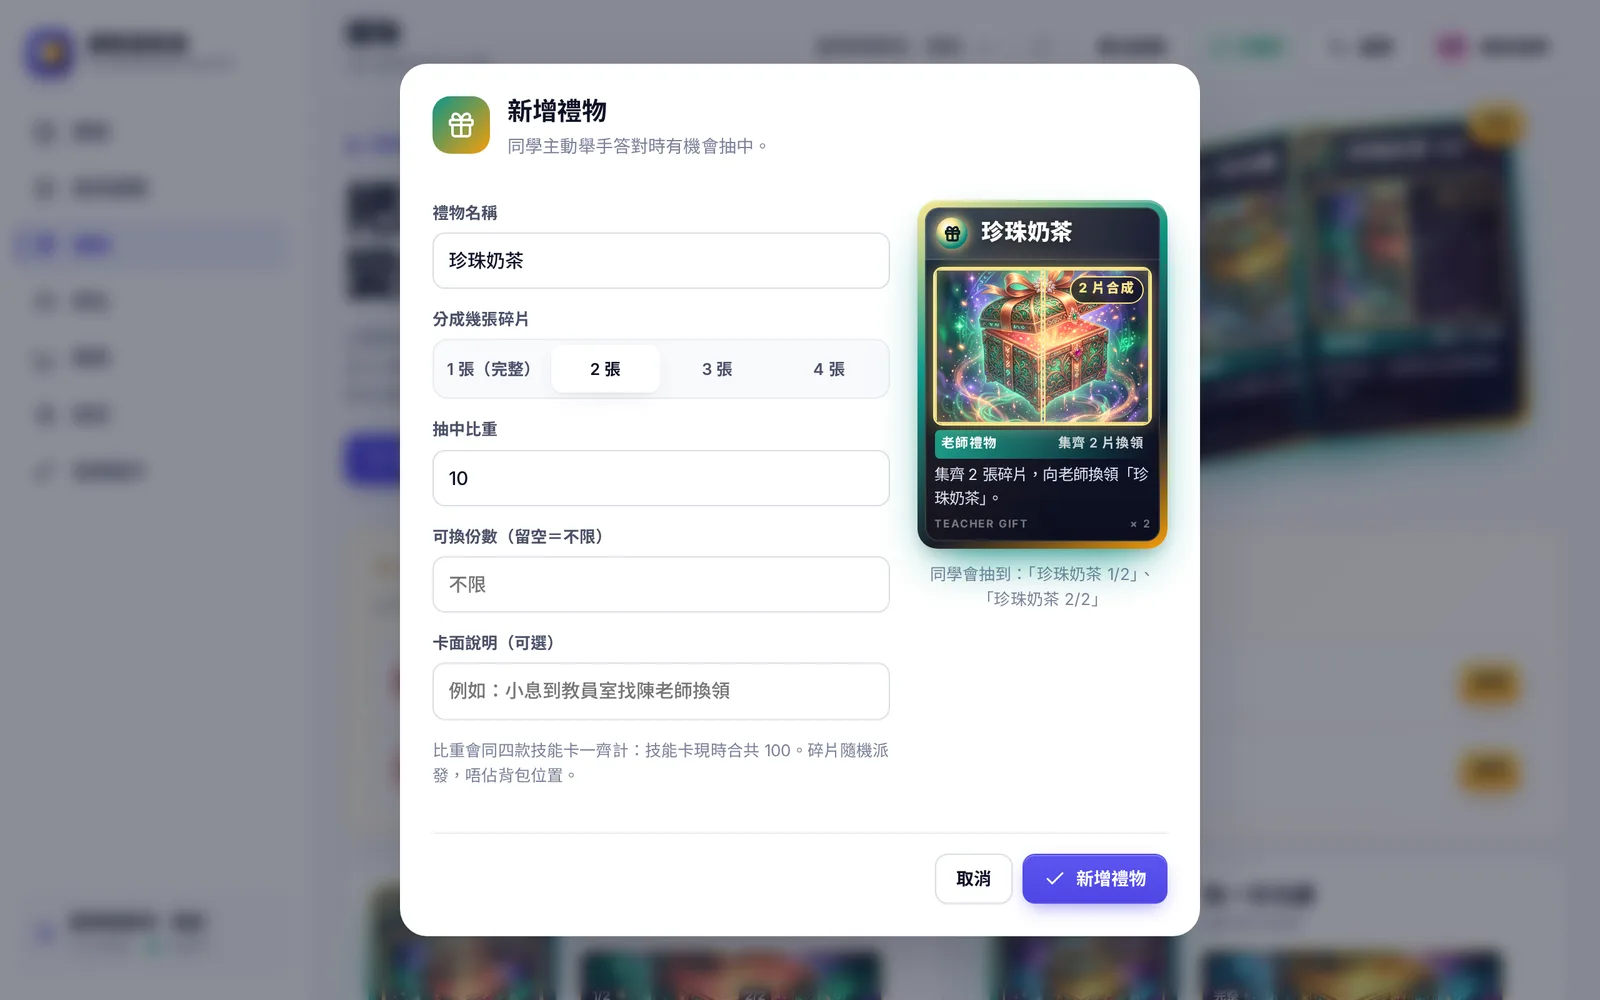 新增禮物
同學主動舉手答對時有機會抽中。
禮物名稱
珍珠奶茶
分成幾張碎片
1 張（完整）
2 張
3 張
4 張
抽中比重
10
可換份數（留空＝不限）
不限
卡面說明（可選）
例如：小息到教員室找陳老師換領
比重會同四款技能卡一齊計：技能卡現時合共 100。碎片隨機派
發，唔佔背包位置。
珍珠奶茶
2 片合成
老師禮物
集齊 2 片換領
集齊 2 張碎片，向老師換領「珍
珠奶茶」。
TEACHER GIFT
× 2
同學會抽到：「珍珠奶茶 1/2」、
「珍珠奶茶 2/2」
取消
新增禮物